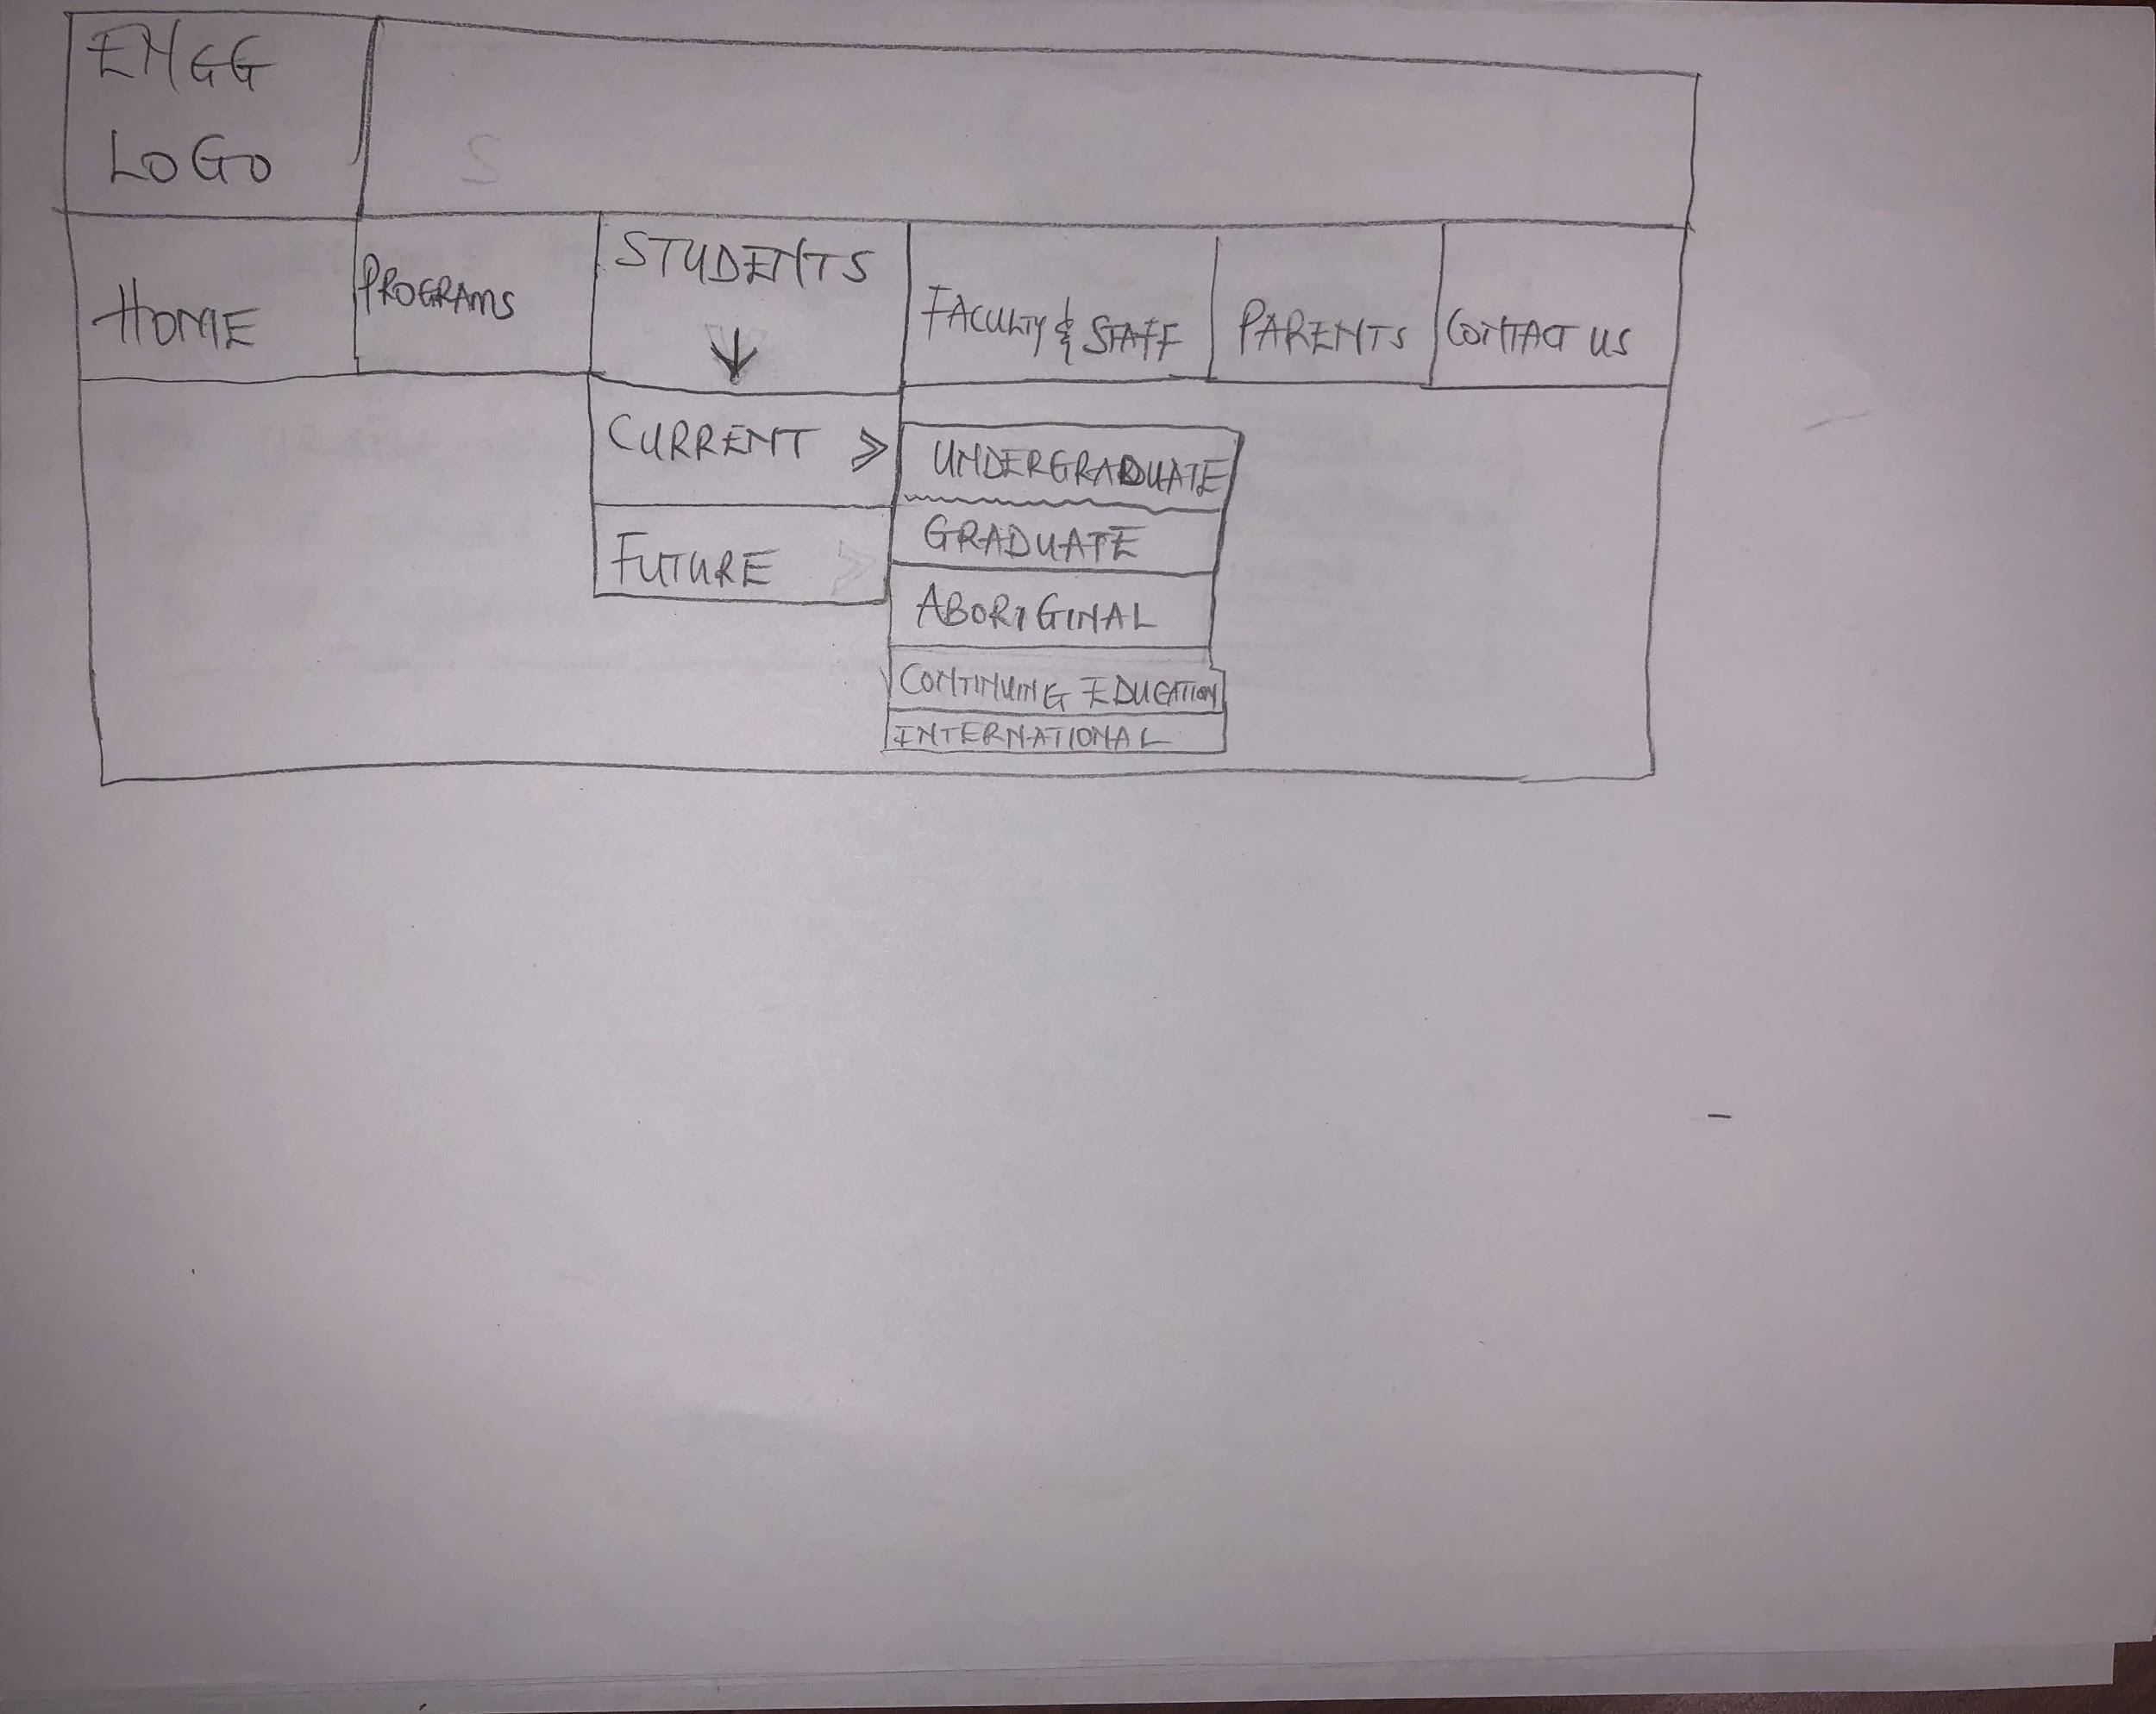 ENGG
LOGO
HOME
PROGRAMS
STUDENTS
FACULTY & STAFF
PARENTS
CONTACT US
CURRENT >>
UNDERGRADUATE
GRADUATE
FUTURE >>
ABORIGINAL
CONTINUING EDUCATION
INTERNATIONAL